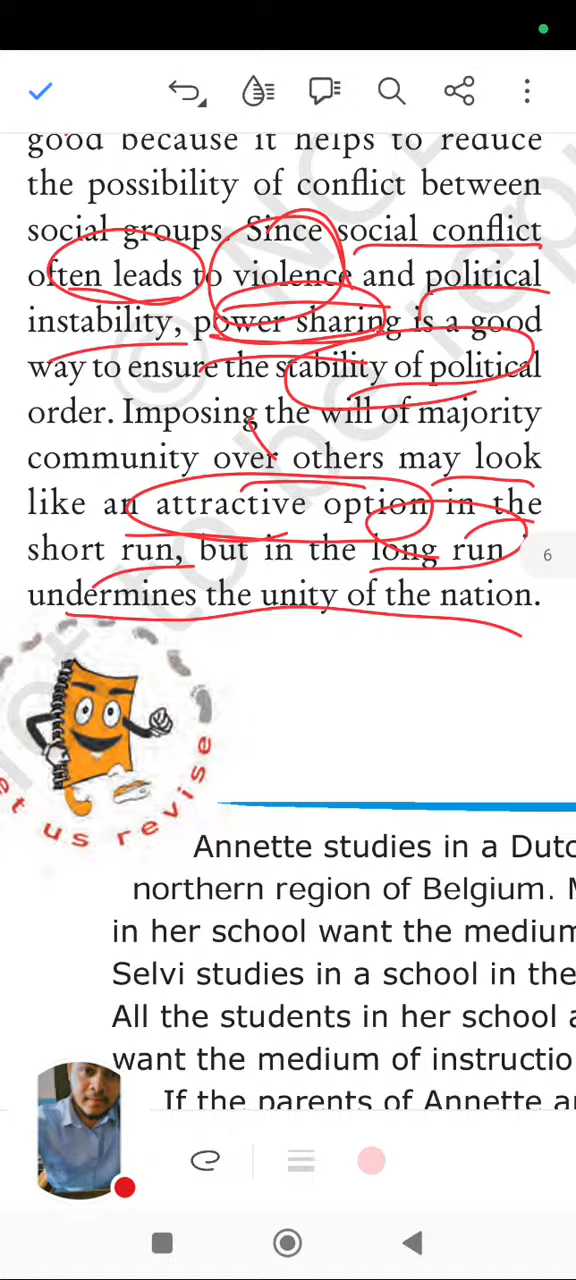 good because it helps to reduce
the possibility of conflict between
social groups. Since social conflict
often leads to violence and political
instability, power sharing is a good
way to ensure the stability of political
order. Imposing the will of majority
community over others may look
like an attractive option in the
short run, but in the long run
6
undermines the unity of the nation.
et us revise
Annette studies in a Dutc
northern region of Belgium. M
in her school want the medium
Selvi studies in a school in the
All the students in her school a
want the medium of instructio
If the parents of Annette an